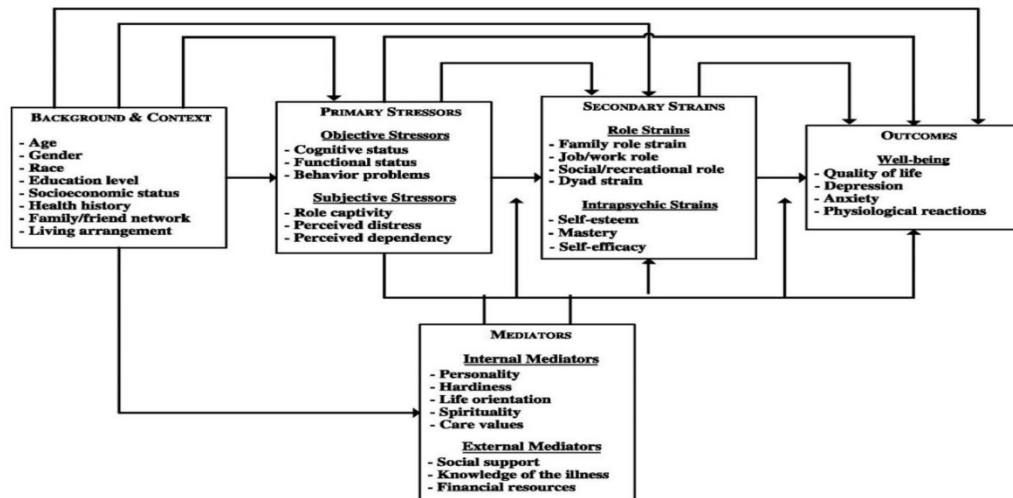 BACKGROUND & CONTEXT
- Age
- Gender
- Race
- Education level
- Socioeconomic status
- Health history
- Family/friend network
- Living arrangement
PRIMARY STRESSORS
Objective Stressors
- Cognitive status
- Functional status
- Behavior problems
Subjective Stressors
- Role captivity
- Perceived distress
- Perceived dependency
SECONDARY STRAINS
Role Strains
- Family role strain
- Job/work role
- Social/recreational role
- Dyad strain
Intrapsychic Strains
- Self-esteem
- Mastery
- Self-efficacy
OUTCOMES
Well-being
- Quality of life
- Depression
- Anxiety
- Physiological reactions
MEDIATORS
Internal Mediators
- Personality
- Hardiness
- Life orientation
- Spirituality
- Care values
External Mediators
- Social support
- Knowledge of the illness
- Financial resources